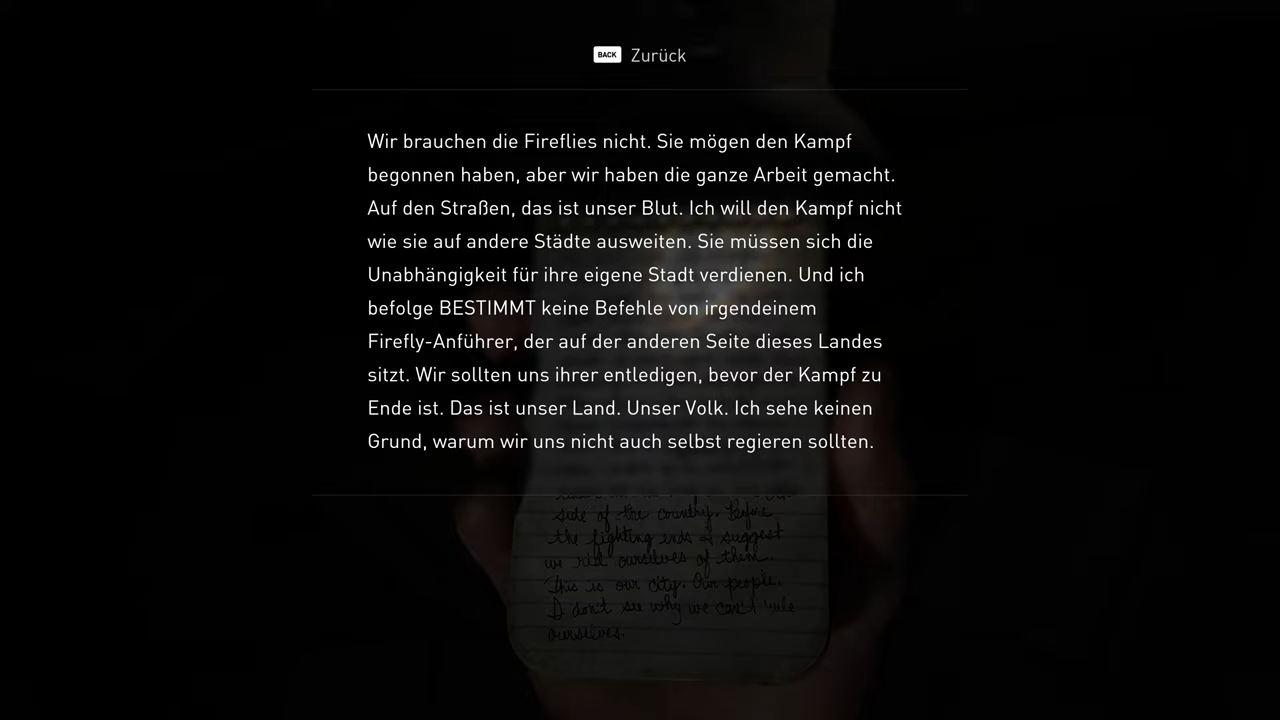 BACK Zurück
Wir brauchen die Fireflies nicht. Sie mögen den Kampf
begonnen haben, aber wir haben die ganze Arbeit gemacht.
Auf den Straßen, das ist unser Blut. Ich will den Kampf nicht
wie sie auf andere Städte ausweiten. Sie müssen sich die
Unabhängigkeit für ihre eigene Stadt verdienen. Und ich
befolge BESTIMMT keine Befehle von irgendeinem
Firefly-Anführer, der auf der anderen Seite dieses Landes
sitzt. Wir sollten uns ihrer entledigen, bevor der Kampf zu
Ende ist. Das ist unser Land. Unser Volk. Ich sehe keinen
Grund, warum wir uns nicht auch selbst regieren sollten.
side of the country. Before
the fighting ends I suggest
we rid ourselves of them.
This is our city. Our people.
I don't see why we can't rule
ourselves.